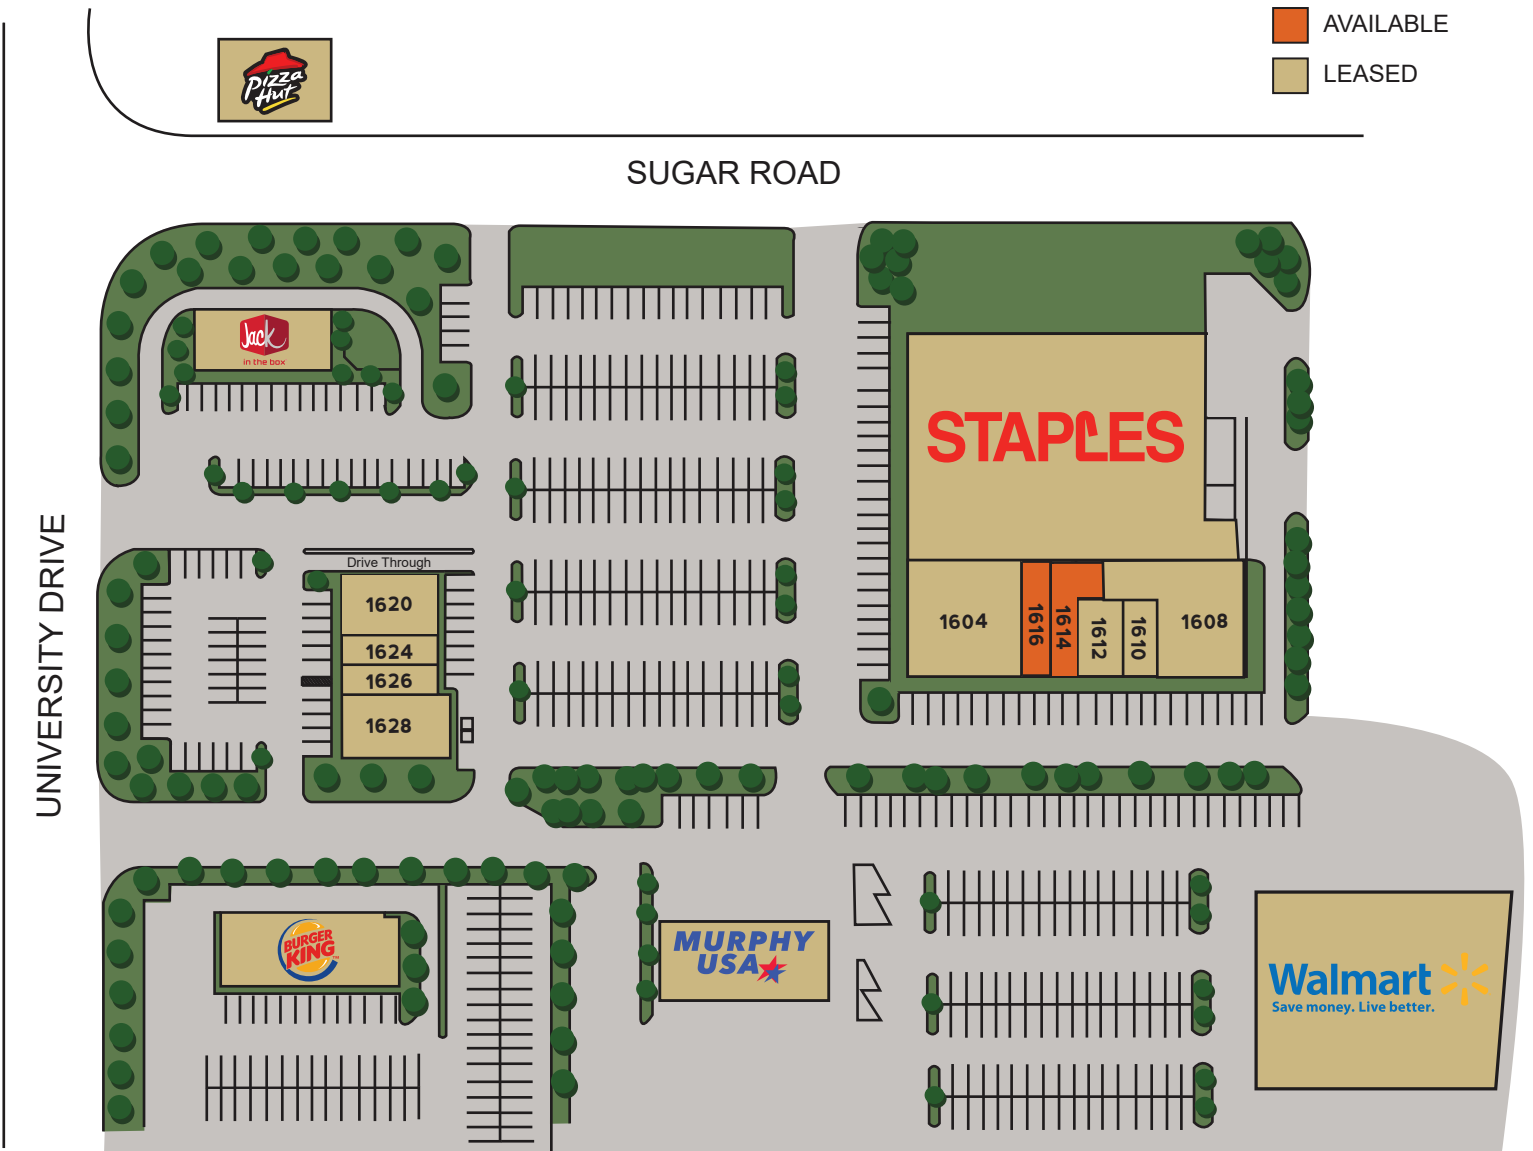 AVAILABLE
LEASED
Pizza
Hut
SUGAR ROAD
Jack
in the box
STAPLES
UNIVERSITY DRIVE
Drive Through
1620
1624
1626
1628
1604
1616
1614
1612
1610
1608
BURGER
KING
™
MURPHY
USA
Walmart
Save money. Live better.